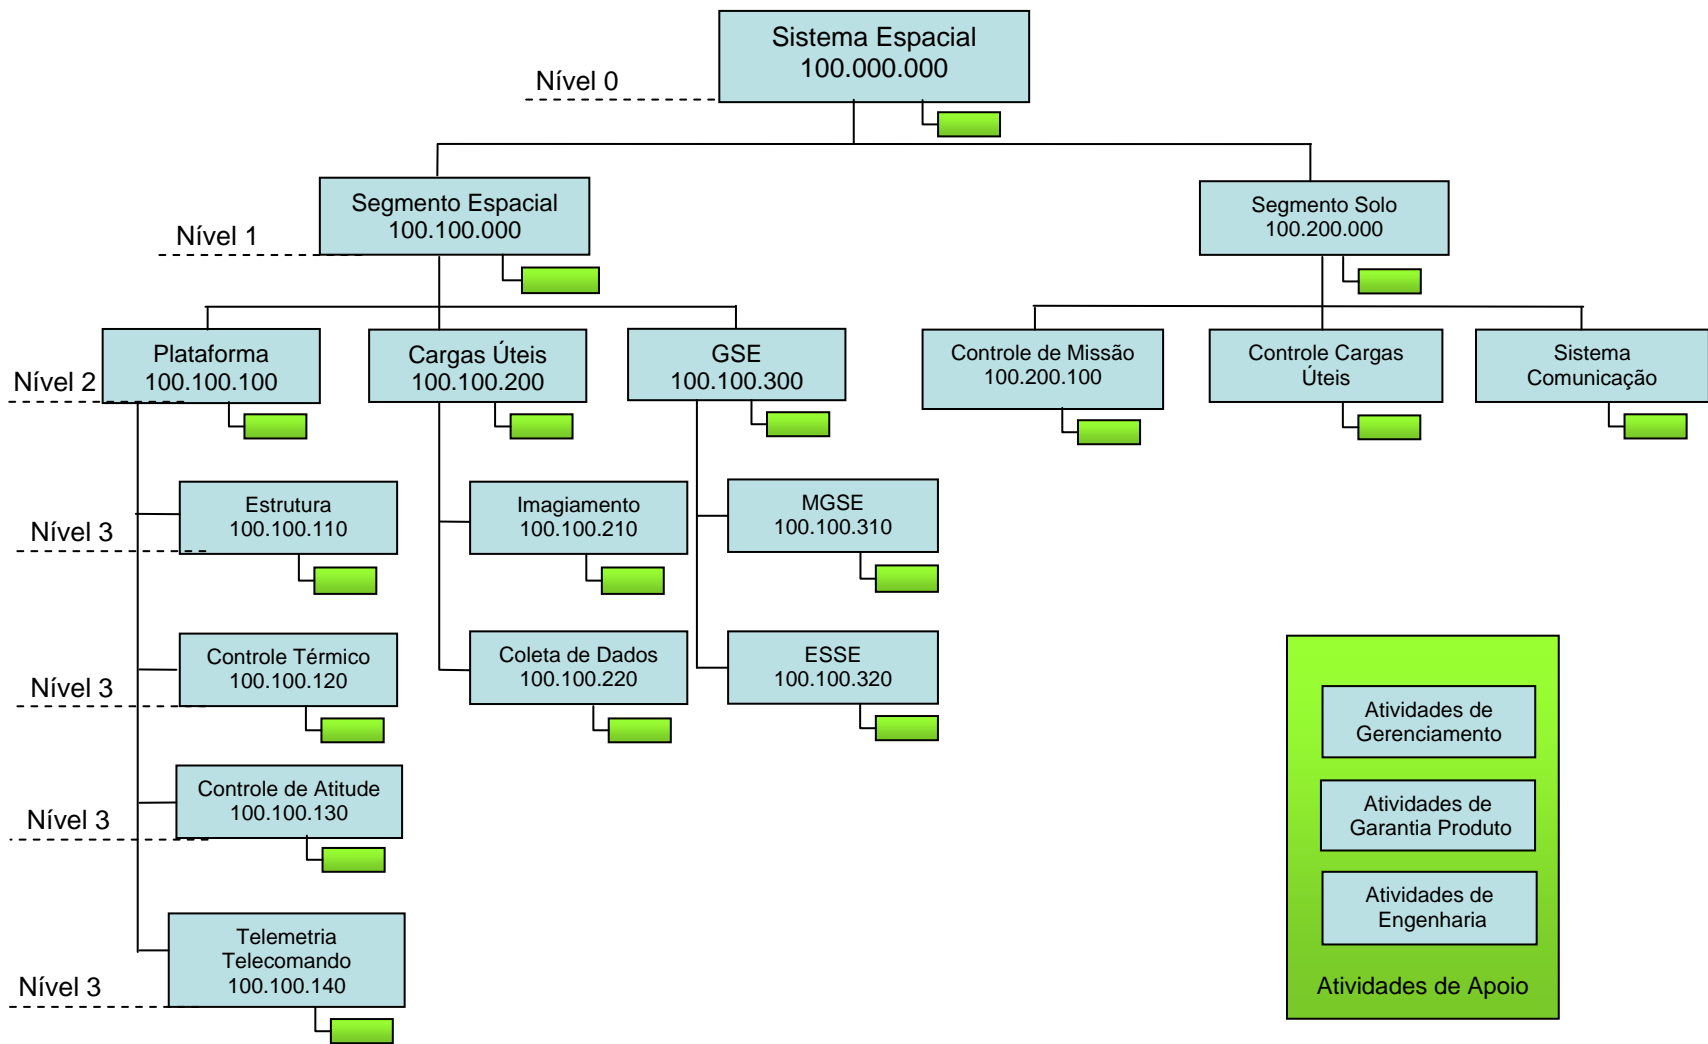 Sistema Espacial
100.000.000
Nível 0
Segmento Espacial
100.100.000
Segmento Solo
100.200.000
Nível 1
Plataforma
100.100.100
Cargas Úteis
100.100.200
GSE
100.100.300
Controle de Missão
100.200.100
Controle Cargas
Úteis
Sistema
Comunicação
Nível 2
Estrutura
100.100.110
Imagiamento
100.100.210
MGSE
100.100.310
Nível 3
Controle Térmico
100.100.120
Coleta de Dados
100.100.220
ESSE
100.100.320
Nível 3
Controle de Atitude
100.100.130
Nível 3
Telemetria
Telecomando
100.100.140
Nível 3
Atividades de
Gerenciamento
Atividades de
Garantia Produto
Atividades de
Engenharia
Atividades de Apoio